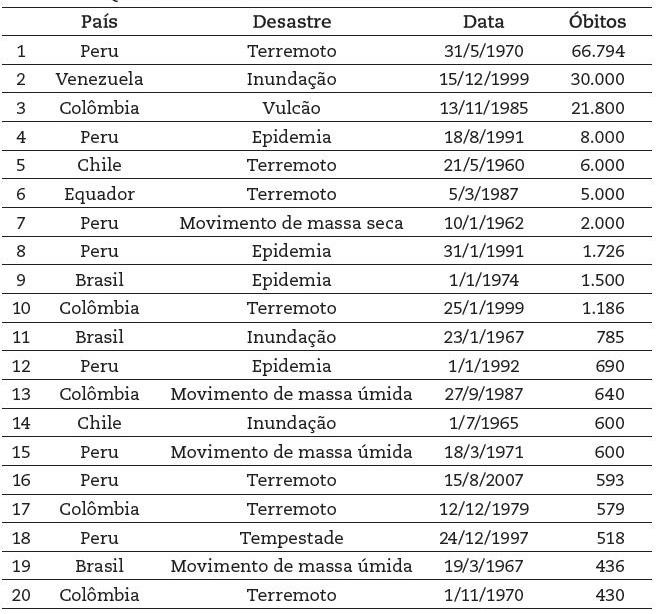 País Desastre Data Óbitos
1 Peru Terremoto 31/5/1970 66.794
2 Venezuela Inundação 15/12/1999 30.000
3 Colômbia Vulcão 13/11/1985 21.800
4 Peru Epidemia 18/8/1991 8.000
5 Chile Terremoto 21/5/1960 6.000
6 Equador Terremoto 5/3/1987 5.000
7 Peru Movimento de massa seca 10/1/1962 2.000
8 Peru Epidemia 31/1/1991 1.726
9 Brasil Epidemia 1/1/1974 1.500
10 Colômbia Terremoto 25/1/1999 1.186
11 Brasil Inundação 23/1/1967 785
12 Peru Epidemia 1/1/1992 690
13 Colômbia Movimento de massa úmida 27/9/1987 640
14 Chile Inundação 1/7/1965 600
15 Peru Movimento de massa úmida 18/3/1971 600
16 Peru Terremoto 15/8/2007 593
17 Colômbia Terremoto 12/12/1979 579
18 Peru Tempestade 24/12/1997 518
19 Brasil Movimento de massa úmida 19/3/1967 436
20 Colômbia Terremoto 1/11/1970 430